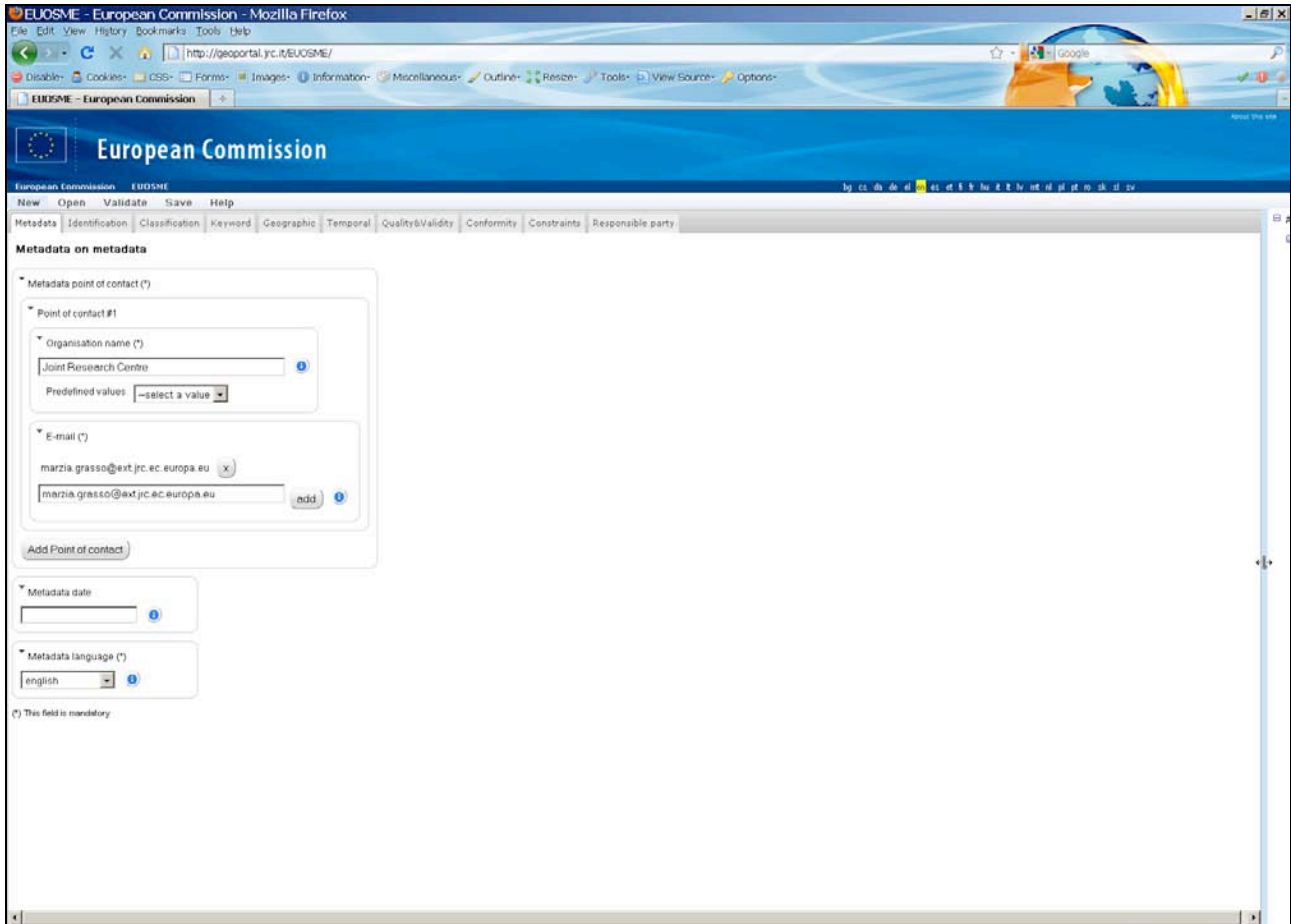 EUOSME - European Commission - Mozilla Firefox
File Edit View History Bookmarks Tools Help
http://geoportal.jrc.it/EUOSME/
Google
Disable Cookies CSS Forms Images Information Miscellaneous Outline Resize Tools View Source Options
EUOSME - European Commission
About this site
European Commission
European Commission EUOSME
bg cs da de el en es et fi fr hu it lt lv mt nl pl pt ro sk sl sv
New Open Validate Save Help
Metadata Identification Classification Keyword Geographic Temporal Quality&Validity Conformity Constraints Responsible party
Metadata on metadata
Metadata point of contact (*)
Point of contact #1
Organisation name (*)
Joint Research Centre
Predefined values --select a value
E-mail (*)
marzia.grasso@ext.jrc.ec.europa.eu x
marzia.grasso@ext.jrc.ec.europa.eu add
Add Point of contact
Metadata date
Metadata language (*)
english
(*) This field is mandatory